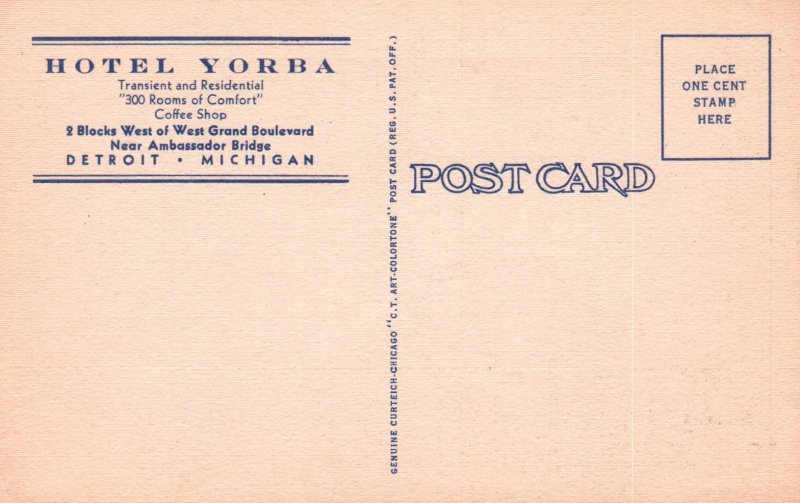 HOTEL YORBA
Transient and Residential
"300 Rooms of Comfort"
Coffee Shop
2 Blocks West of West Grand Boulevard
Near Ambassador Bridge
DETROIT • MICHIGAN
GENUINE CURTEICH-CHICAGO "C.T. ART-COLORTONE" POST CARD (REG. U.S. PAT. OFF.)
POST CARD
PLACE
ONE CENT
STAMP
HERE